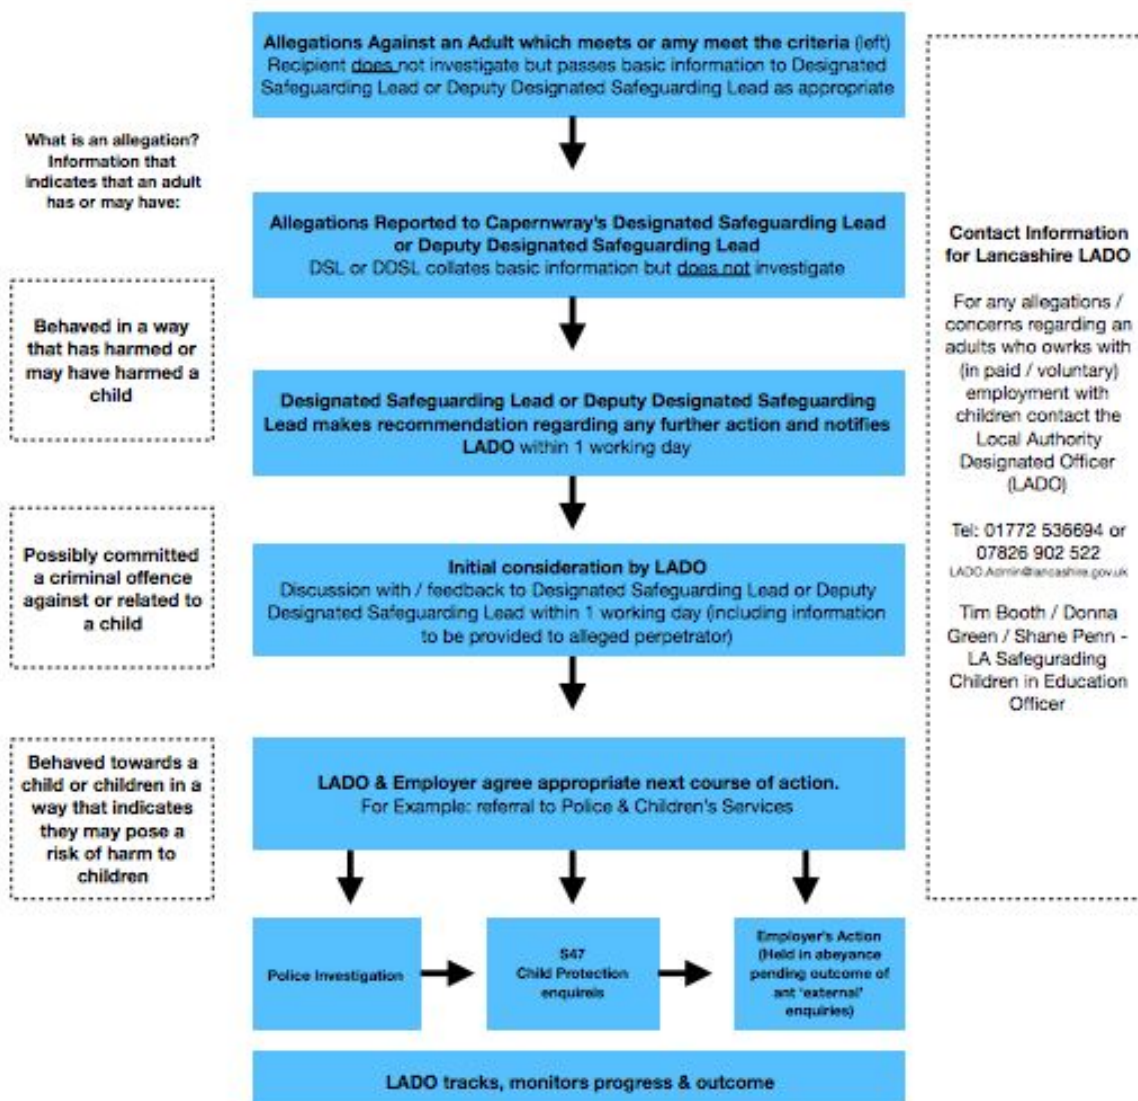 What is an allegation?
Information that
indicates that an adult
has or may have:
Behaved in a way
that has harmed or
may have harmed a
child
Possibly committed
a criminal offence
against or related to
a child
Behaved towards a
child or children in a
way that indicates
they may pose a
risk of harm to
children
Allegations Against an Adult which meets or amy meet the criteria (left)
Recipient does not investigate but passes basic information to Designated
Safeguarding Lead or Deputy Designated Safeguarding Lead as appropriate
Allegations Reported to Capernwray's Designated Safeguarding Lead
or Deputy Designated Safeguarding Lead
DSL or DDSL collates basic information but does not investigate
Designated Safeguarding Lead or Deputy Designated Safeguarding
Lead makes recommendation regarding any further action and notifies
LADO within 1 working day
Initial consideration by LADO
Discussion with / feedback to Designated Safeguarding Lead or Deputy
Designated Safeguarding Lead within 1 working day (including information
to be provided to alleged perpetrator)
LADO & Employer agree appropriate next course of action.
For Example: referral to Police & Children's Services
Police Investigation
S47
Child Protection
enquireis
Employer's Action
(Held in abeyance
pending outcome of
ant 'external'
enquiries)
LADO tracks, monitors progress & outcome
Contact Information
for Lancashire LADO
For any allegations /
concerns regarding an
adults who owrks with
(in paid / voluntary)
employment with
children contact the
Local Authority
Designated Officer
(LADO)
Tel: 01772 536694 or
07826 902 522
LADO.Admin@lancashire.gov.uk
Tim Booth / Donna
Green / Shane Penn -
LA Safegurading
Children in Education
Officer